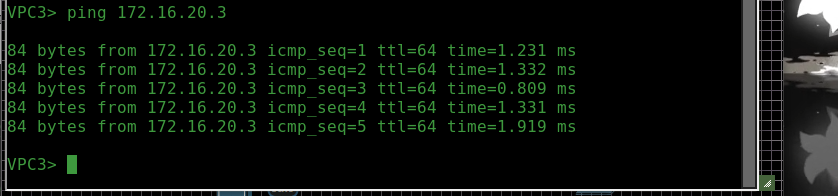 VPC3> ping 172.16.20.3
84 bytes from 172.16.20.3 icmp_seq=1 ttl=64 time=1.231 ms
84 bytes from 172.16.20.3 icmp_seq=2 ttl=64 time=1.332 ms
84 bytes from 172.16.20.3 icmp_seq=3 ttl=64 time=0.809 ms
84 bytes from 172.16.20.3 icmp_seq=4 ttl=64 time=1.331 ms
84 bytes from 172.16.20.3 icmp_seq=5 ttl=64 time=1.919 ms
VPC3>